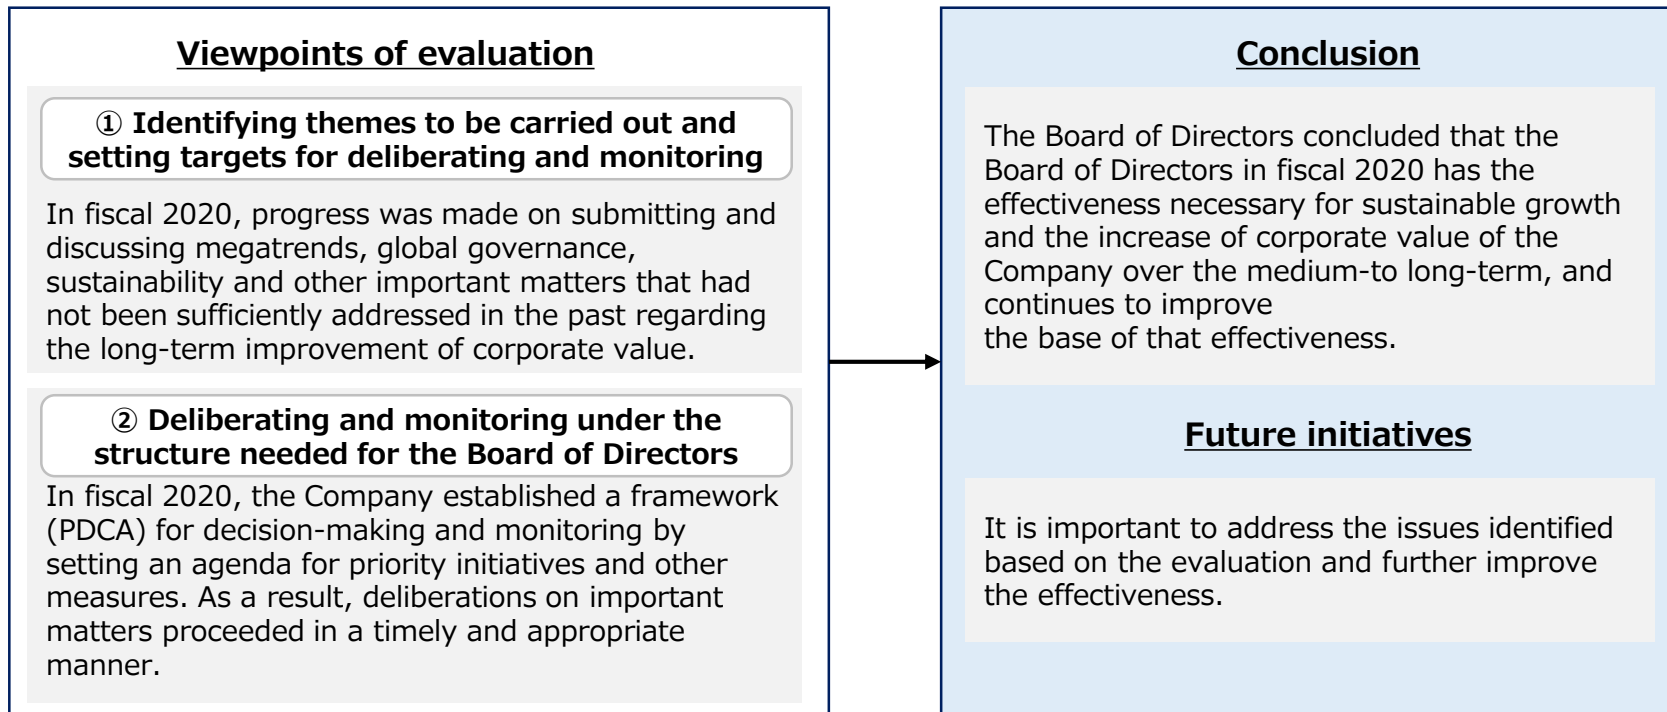 Viewpoints of evaluation
① Identifying themes to be carried out and
setting targets for deliberating and monitoring
In fiscal 2020, progress was made on submitting and
discussing megatrends, global governance,
sustainability and other important matters that had
not been sufficiently addressed in the past regarding
the long-term improvement of corporate value.
② Deliberating and monitoring under the
structure needed for the Board of Directors
In fiscal 2020, the Company established a framework
(PDCA) for decision-making and monitoring by
setting an agenda for priority initiatives and other
measures. As a result, deliberations on important
matters proceeded in a timely and appropriate
manner.
Conclusion
The Board of Directors concluded that the
Board of Directors in fiscal 2020 has the
effectiveness necessary for sustainable growth
and the increase of corporate value of the
Company over the medium-to long-term, and
continues to improve
the base of that effectiveness.
Future initiatives
It is important to address the issues identified
based on the evaluation and further improve
the effectiveness.